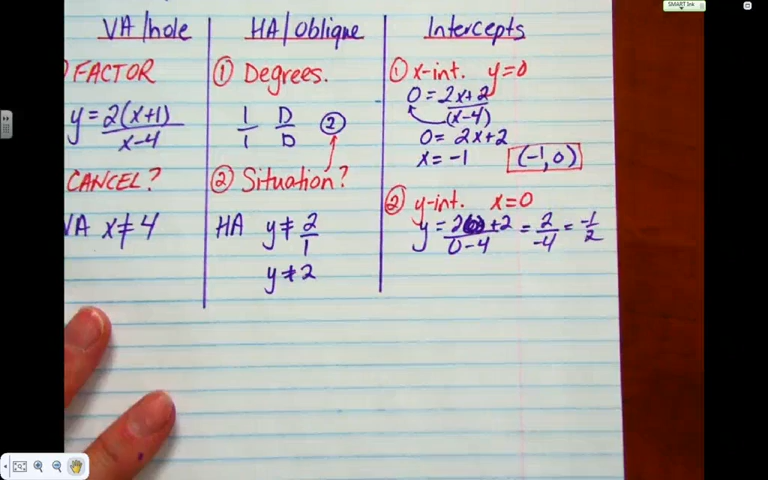 VA/hole
FACTOR
y = 2(x+1)
x-4
CANCEL?
VA x≠4
HA/Oblique
① Degrees.
1 D ②
1 D
② Situation?
HA y≠ 2
1
y≠2
Intercepts
① x-int. y=0
0 = 2x+2
(x-4)
0 = 2x+2
x = -1 (-1,0)
② y-int. x=0
y = 2(0)+2 = 2 = -1
0-4 -4 2
SMART Ink